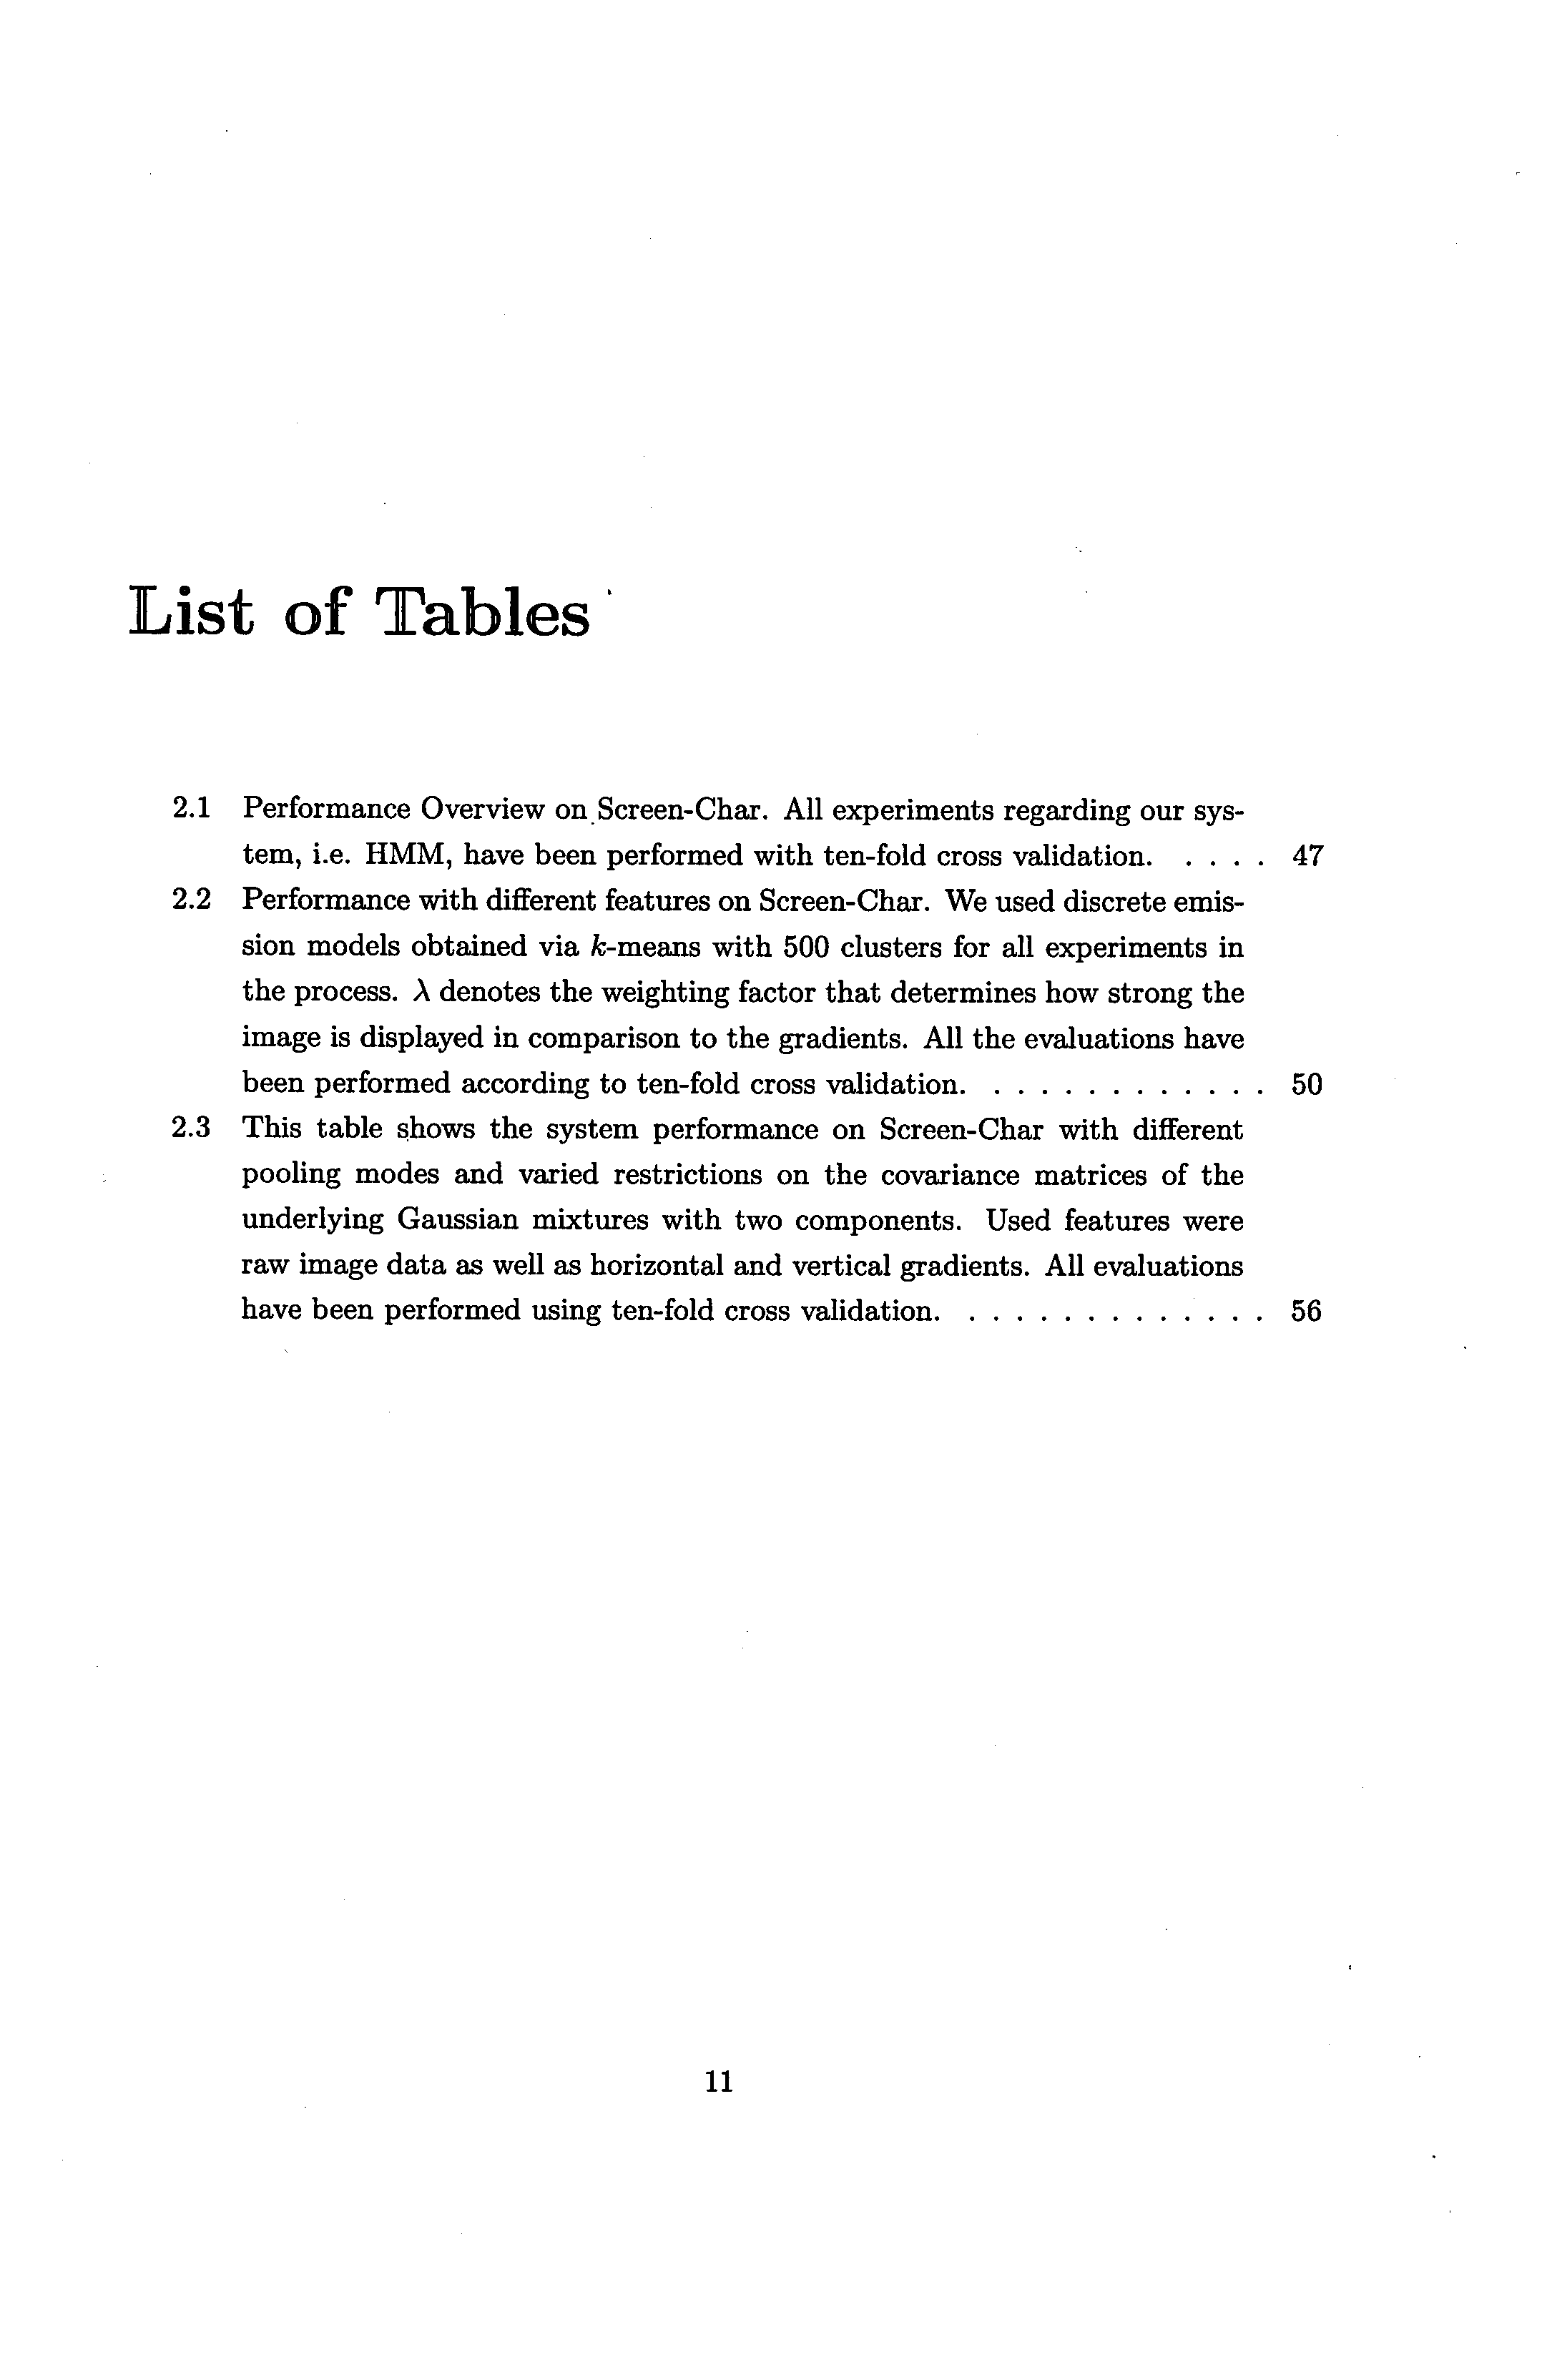 List of Tables
2.1 Performance Overview on Screen-Char. All experiments regarding our sys-
tem, i.e. HMM, have been performed with ten-fold cross validation. . . . . 47
2.2 Performance with different features on Screen-Char. We used discrete emis-
sion models obtained via k-means with 500 clusters for all experiments in
the process. λ denotes the weighting factor that determines how strong the
image is displayed in comparison to the gradients. All the evaluations have
been performed according to ten-fold cross validation. . . . . . . . . . . . . 50
2.3 This table shows the system performance on Screen-Char with different
pooling modes and varied restrictions on the covariance matrices of the
underlying Gaussian mixtures with two components. Used features were
raw image data as well as horizontal and vertical gradients. All evaluations
have been performed using ten-fold cross validation. . . . . . . . . . . . . . 56
11